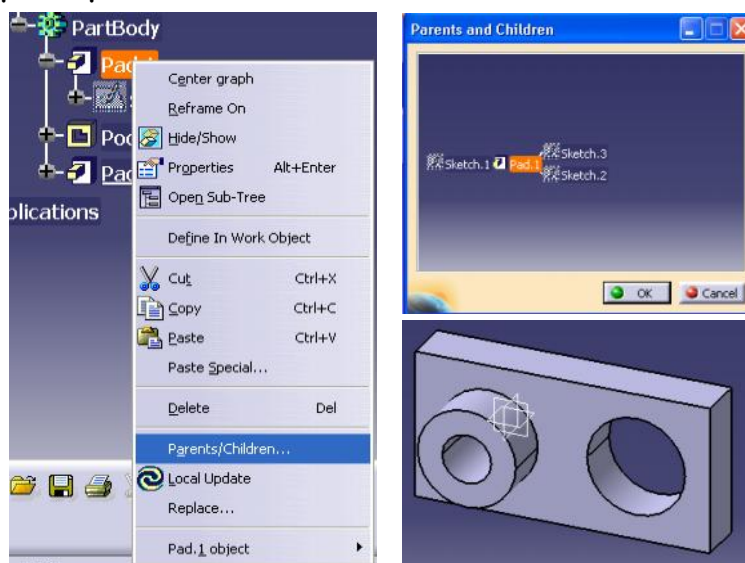 PartBody
Center graph
Reframe On
Hide/Show
Properties Alt+Enter
Open Sub-Tree
Define In Work Object
Cut Ctrl+X
Copy Ctrl+C
Paste Ctrl+V
Paste Special...
Delete Del
Parents/Children...
Local Update
Replace...
Pad.1 object
Parents and Children
Sketch.1 Pad.1 Sketch.3
Sketch.2
OK Cancel